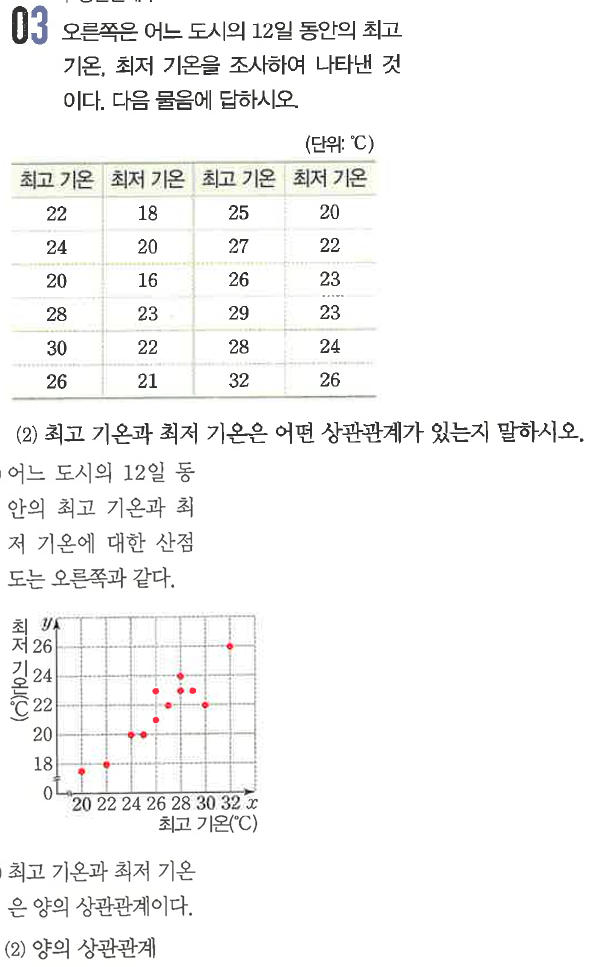 03 오른쪽은 어느 도시의 12일 동안의 최고
기온, 최저 기온을 조사하여 나타낸 것
이다. 다음 물음에 답하시오.
(단위: ℃)
최고 기온 최저 기온 최고 기온 최저 기온
22 18 25 20
24 20 27 22
20 16 26 23
28 23 29 23
30 22 28 24
26 21 32 26
(2) 최고 기온과 최저 기온은 어떤 상관관계가 있는지 말하시오.
어느 도시의 12일 동
안의 최고 기온과 최
저 기온에 대한 산점
도는 오른쪽과 같다.
최저 기온(℃)
y
26
24
22
20
18
0
20 22 24 26 28 30 32 x
최고 기온(℃)
최고 기온과 최저 기온
은 양의 상관관계이다.
(2) 양의 상관관계